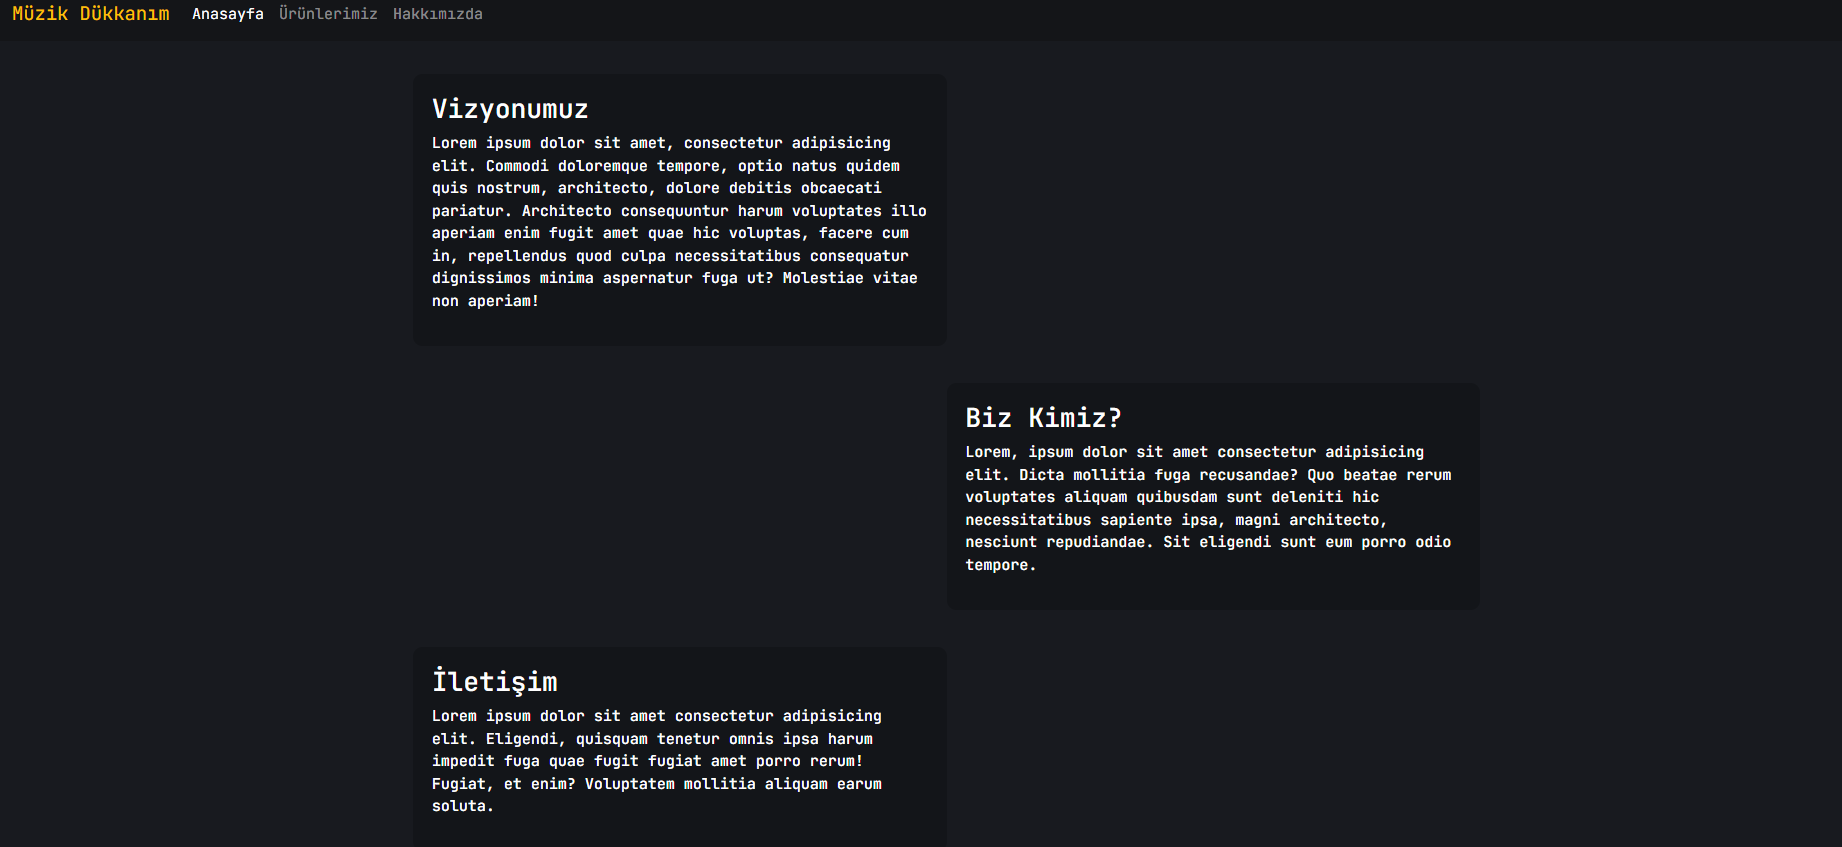 Müzik Dükkanım Anasayfa Ürünlerimiz Hakkımızda
Vizyonumuz
Lorem ipsum dolor sit amet, consectetur adipisicing
elit. Commodi doloremque tempore, optio natus quidem
quis nostrum, architecto, dolore debitis obcaecati
pariatur. Architecto consequuntur harum voluptates illo
aperiam enim fugit amet quae hic voluptas, facere cum
in, repellendus quod culpa necessitatibus consequatur
dignissimos minima aspernatur fuga ut? Molestiae vitae
non aperiam!
Biz Kimiz?
Lorem, ipsum dolor sit amet consectetur adipisicing
elit. Dicta mollitia fuga recusandae? Quo beatae rerum
voluptates aliquam quibusdam sunt deleniti hic
necessitatibus sapiente ipsa, magni architecto,
nesciunt repudiandae. Sit eligendi sunt eum porro odio
tempore.
İletişim
Lorem ipsum dolor sit amet consectetur adipisicing
elit. Eligendi, quisquam tenetur omnis ipsa harum
impedit fuga quae fugit fugiat amet porro rerum!
Fugiat, et enim? Voluptatem mollitia aliquam earum
soluta.